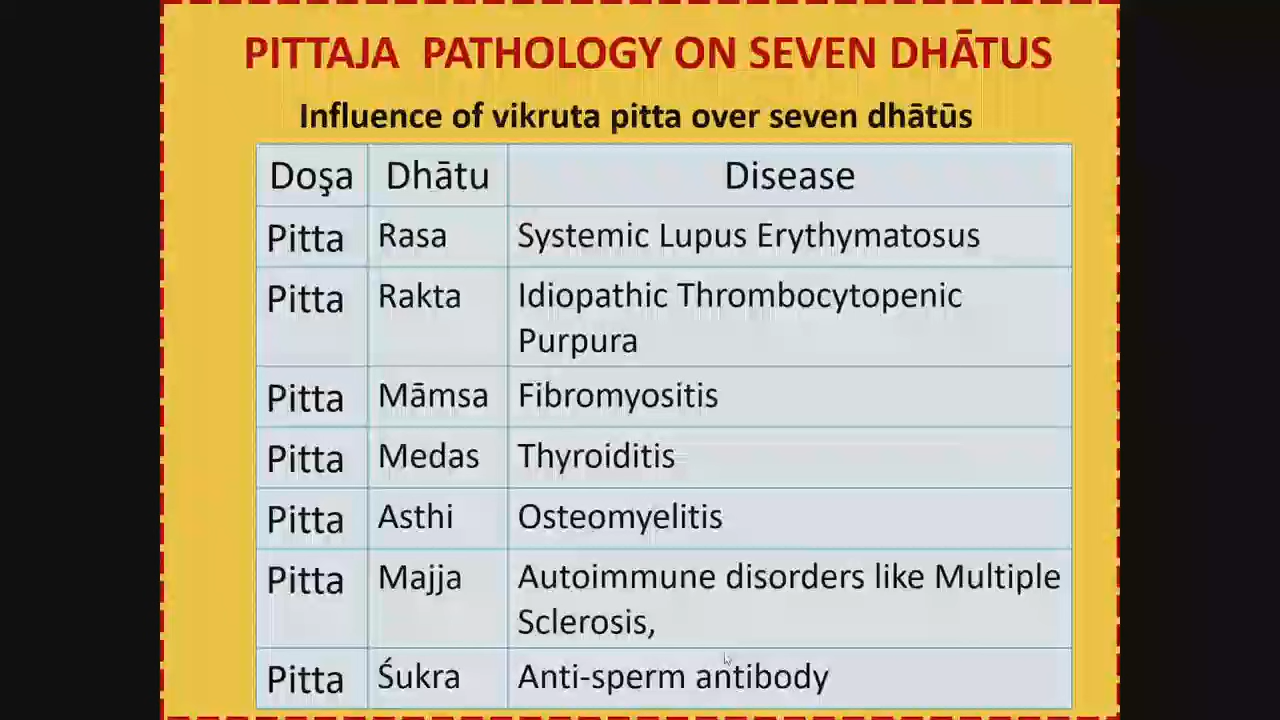 PITTAJA PATHOLOGY ON SEVEN DHĀTUS
Influence of vikruta pitta over seven dhātūs
Doşa Dhātu Disease
Pitta Rasa Systemic Lupus Erythymatosus
Pitta Rakta Idiopathic Thrombocytopenic
Purpura
Pitta Māmsa Fibromyositis
Pitta Medas Thyroiditis
Pitta Asthi Osteomyelitis
Pitta Majja Autoimmune disorders like Multiple
Sclerosis,
Pitta Śukra Anti-sperm antibody